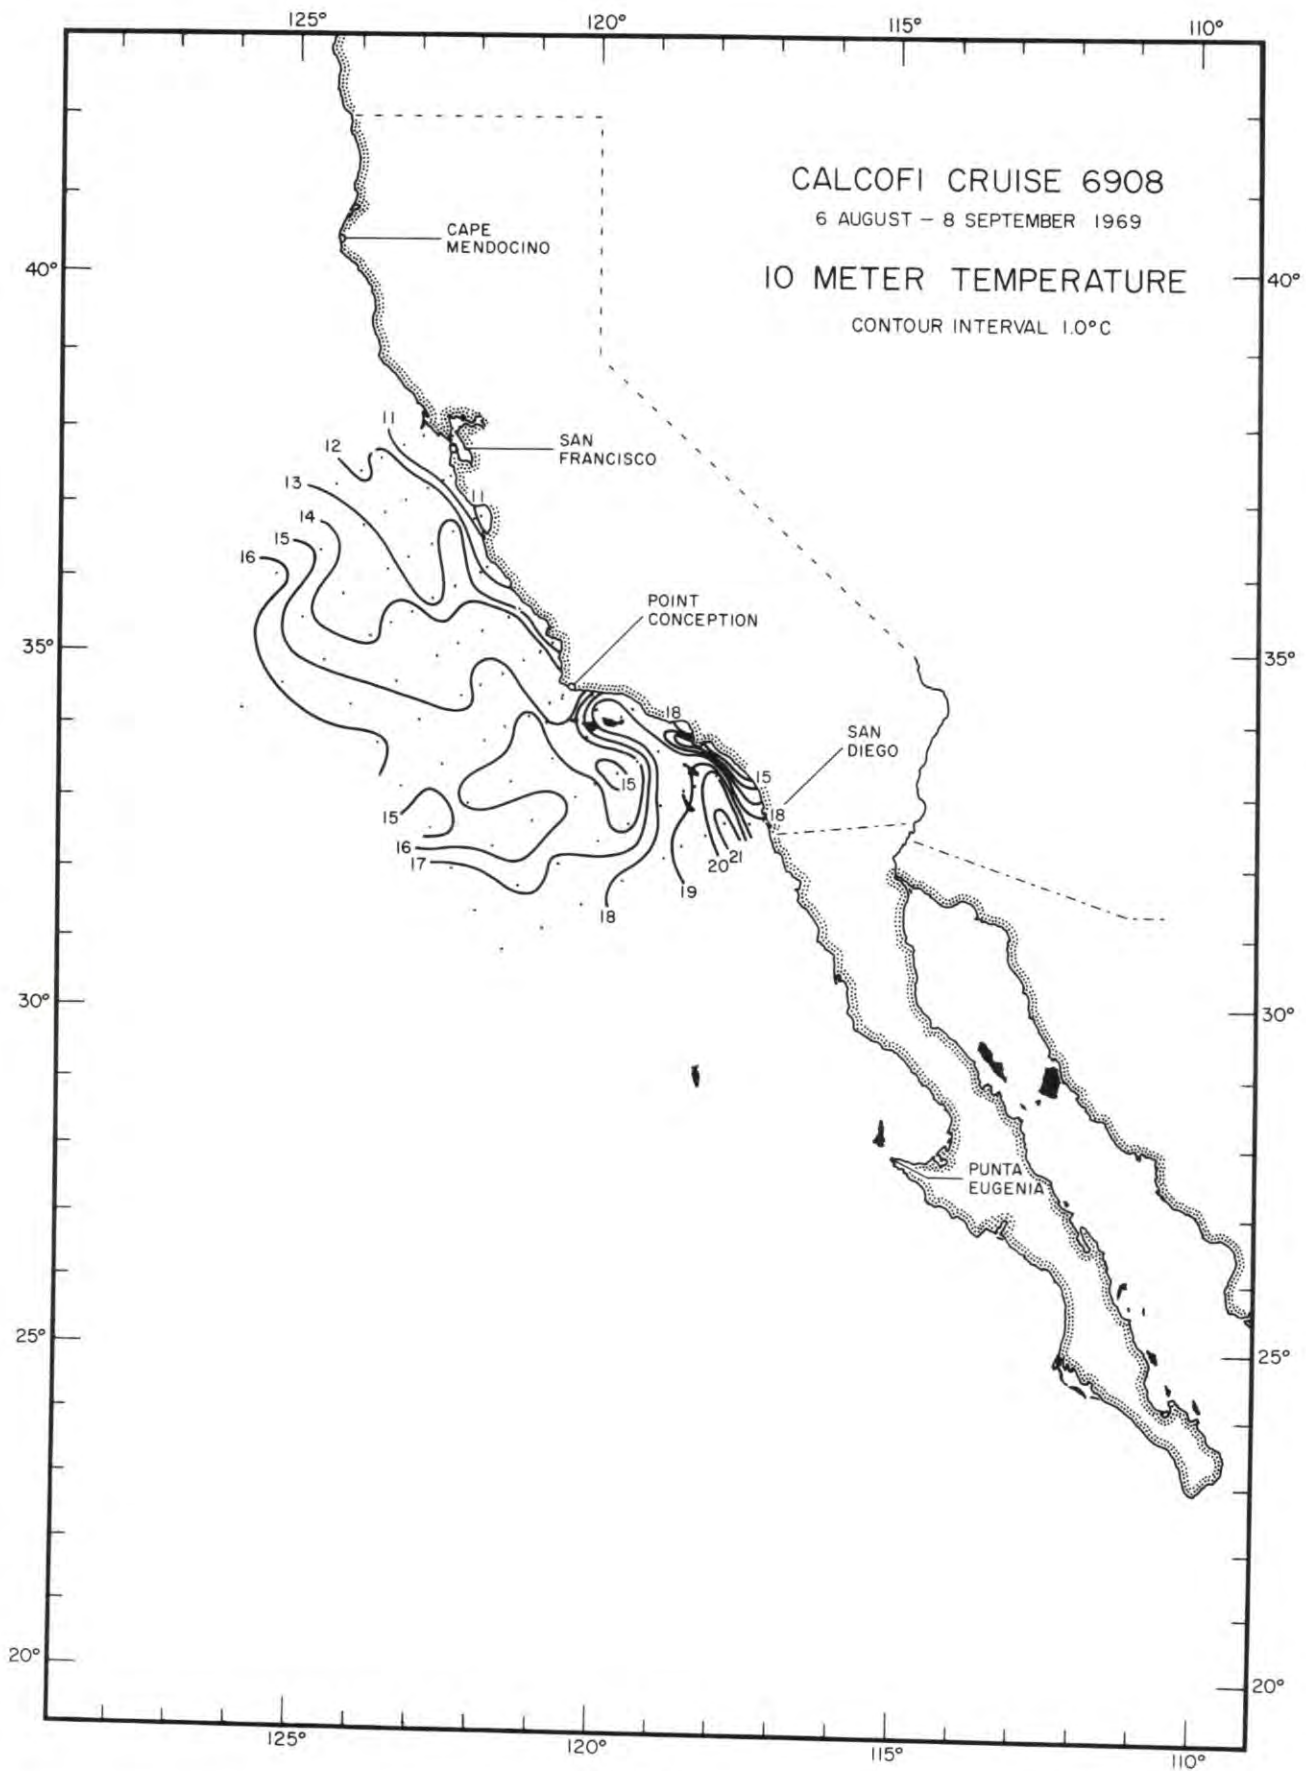 125°
120°
115°
110°
CALCOFI CRUISE 6908
6 AUGUST – 8 SEPTEMBER 1969
10 METER TEMPERATURE
CONTOUR INTERVAL 1.0°C
CAPE
MENDOCINO
40°
40°
11
12
SAN
FRANCISCO
13
11
14
15
16
POINT
CONCEPTION
35°
35°
18
SAN
DIEGO
15
15
15
18
16
17
20
21
19
18
30°
30°
PUNTA
EUGENIA
25°
25°
20°
20°
125°
120°
115°
110°